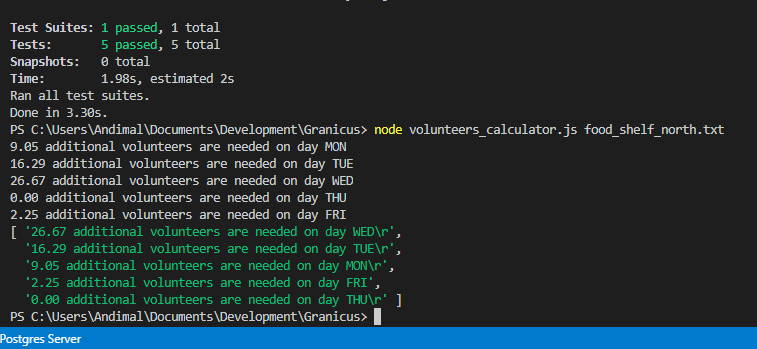 Test Suites: 1 passed, 1 total
Tests:       5 passed, 5 total
Snapshots:   0 total
Time:        1.98s, estimated 2s
Ran all test suites.
Done in 3.30s.
PS C:\Users\Andimal\Documents\Development\Granicus> node volunteers_calculator.js food_shelf_north.txt
9.05 additional volunteers are needed on day MON
16.29 additional volunteers are needed on day TUE
26.67 additional volunteers are needed on day WED
0.00 additional volunteers are needed on day THU
2.25 additional volunteers are needed on day FRI
[ '26.67 additional volunteers are needed on day WED\r',
  '16.29 additional volunteers are needed on day TUE\r',
  '9.05 additional volunteers are needed on day MON\r',
  '2.25 additional volunteers are needed on day FRI',
  '0.00 additional volunteers are needed on day THU\r' ]
PS C:\Users\Andimal\Documents\Development\Granicus>
Postgres Server